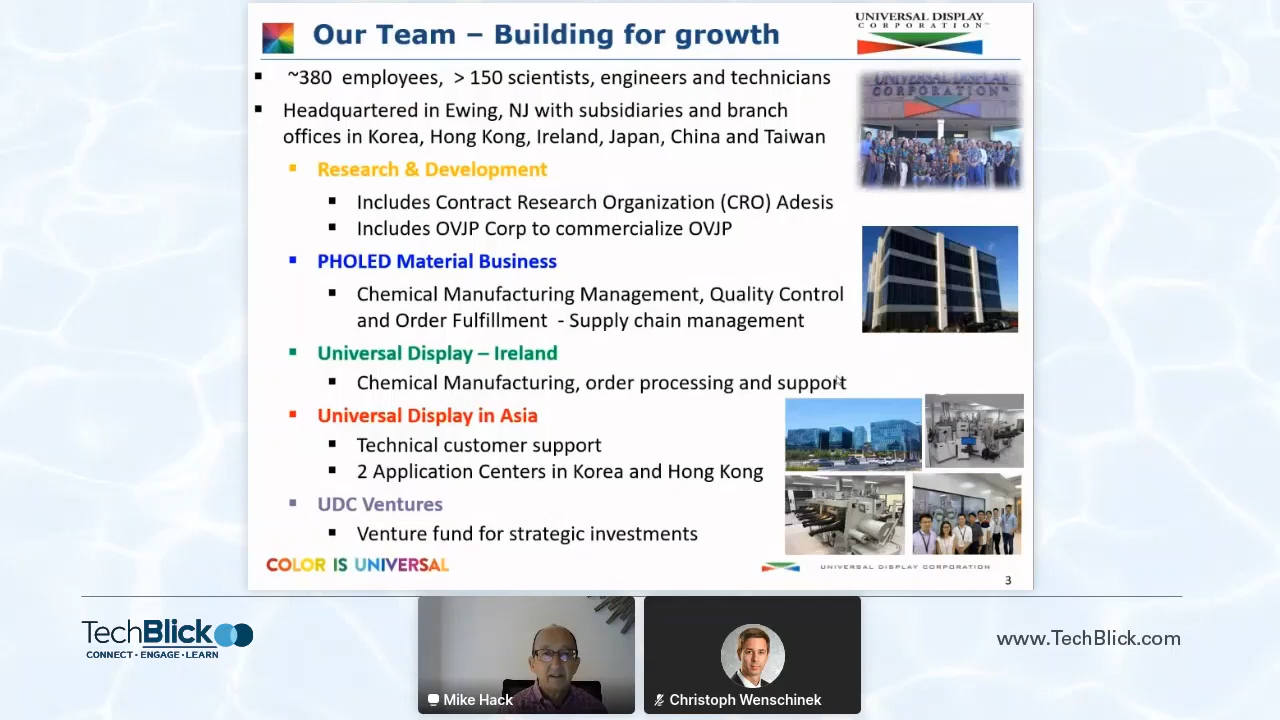 Our Team – Building for growth
UNIVERSAL DISPLAY
CORPORATION
~380 employees, > 150 scientists, engineers and technicians
Headquartered in Ewing, NJ with subsidiaries and branch
offices in Korea, Hong Kong, Ireland, Japan, China and Taiwan
UNIVERSAL DISPLAY
CORPORATION
Research & Development
Includes Contract Research Organization (CRO) Adesis
Includes OVJP Corp to commercialize OVJP
PHOLED Material Business
Chemical Manufacturing Management, Quality Control
and Order Fulfillment - Supply chain management
Universal Display – Ireland
Chemical Manufacturing, order processing and support
Universal Display in Asia
Technical customer support
2 Application Centers in Korea and Hong Kong
UDC Ventures
Venture fund for strategic investments
COLOR IS UNIVERSAL
UNIVERSAL DISPLAY CORPORATION
3
TechBlick
CONNECT · ENGAGE · LEARN
www.TechBlick.com
Mike Hack
Christoph Wenschinek